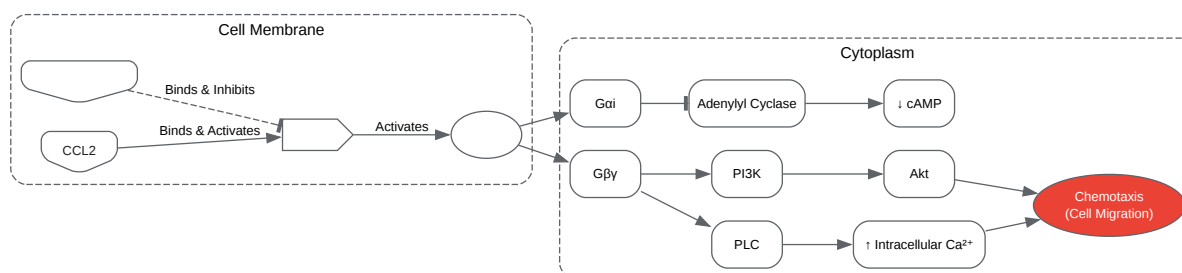 Cell Membrane
Cytoplasm
Binds & Inhibits
CCL2
Binds & Activates
Activates
Gαi
Adenylyl Cyclase
↓ cAMP
Gβγ
PI3K
Akt
Chemotaxis
(Cell Migration)
PLC
↑ Intracellular Ca²⁺